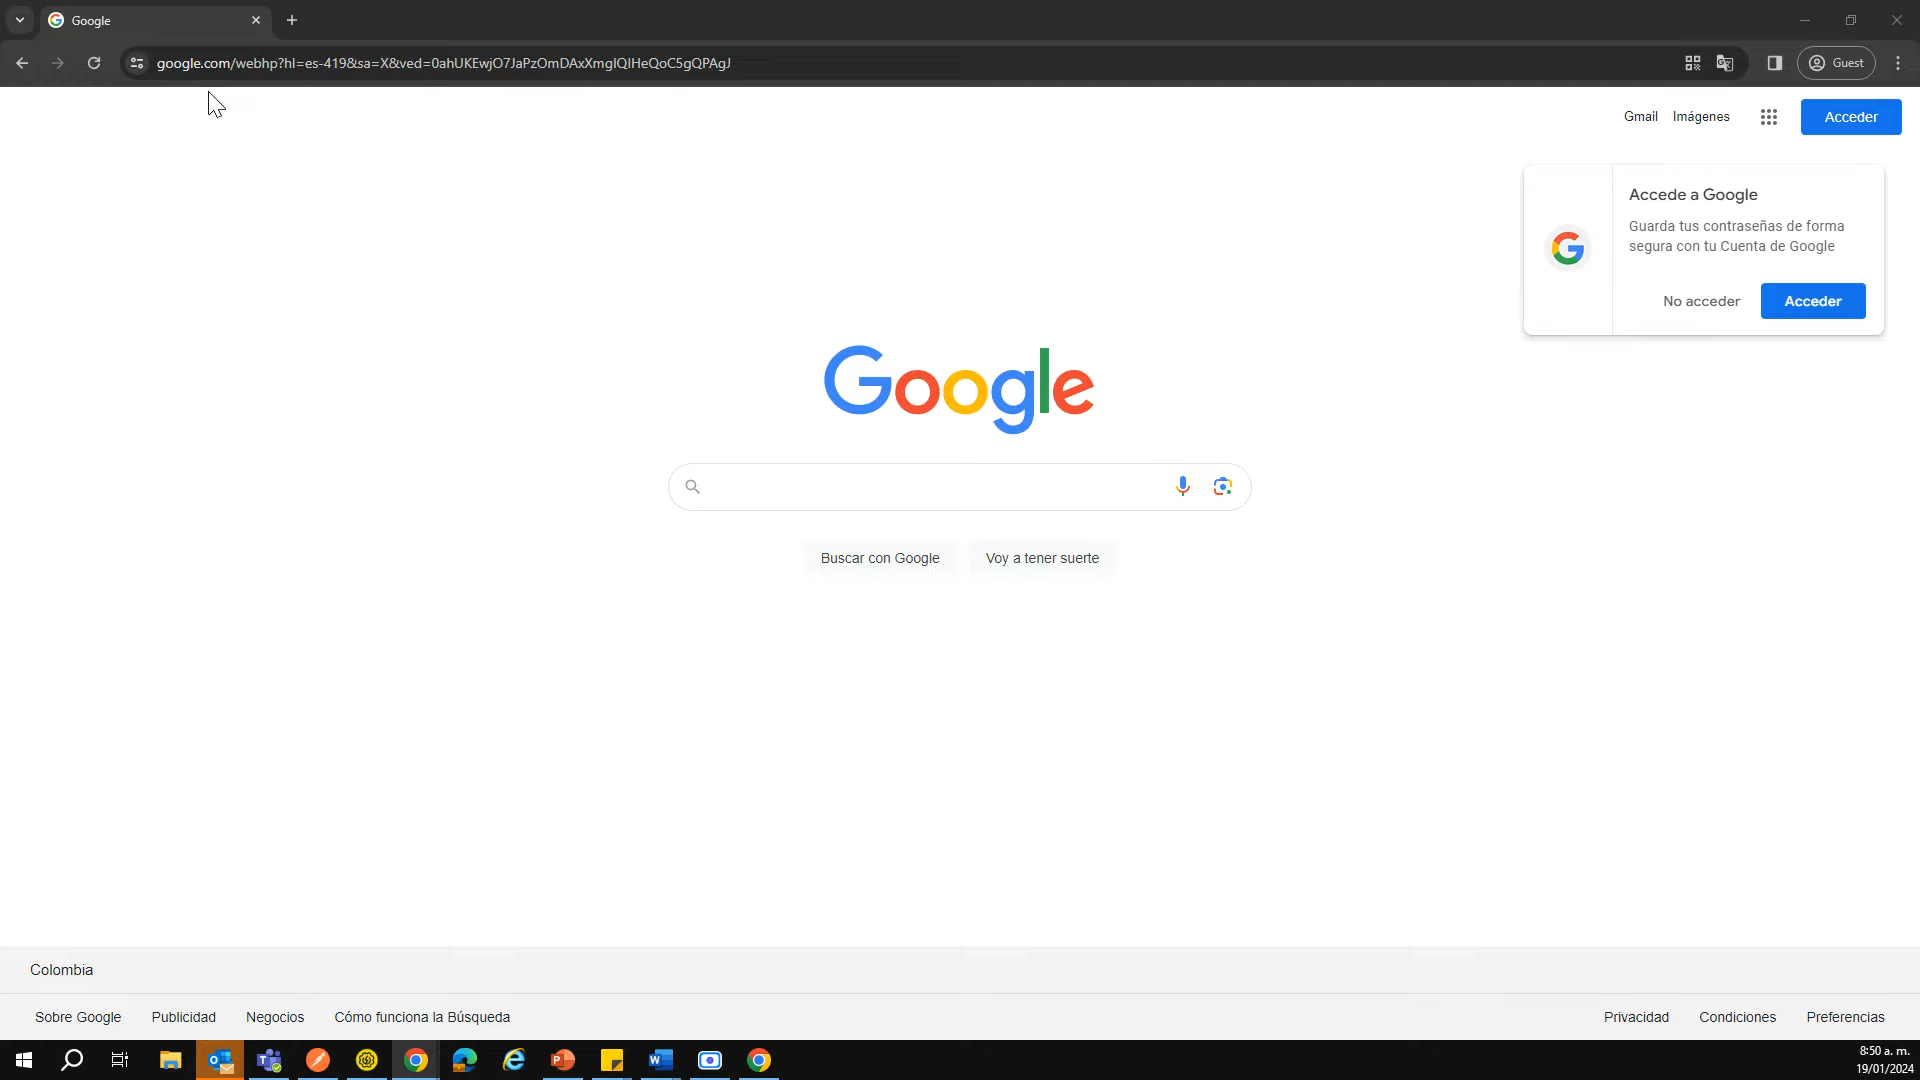 Google
google.com/webhp?hl=es-419&sa=X&ved=0ahUKEwjO7JaPzOmDAxXmglQIHeQoC5gQPAgJ
Guest
Gmail Imágenes
Acceder
Accede a Google
Guarda tus contraseñas de forma
segura con tu Cuenta de Google
No acceder
Acceder
Google
Buscar con Google
Voy a tener suerte
Colombia
Sobre Google Publicidad Negocios Cómo funciona la Búsqueda
Privacidad Condiciones Preferencias
8:50 a. m.
19/01/2024